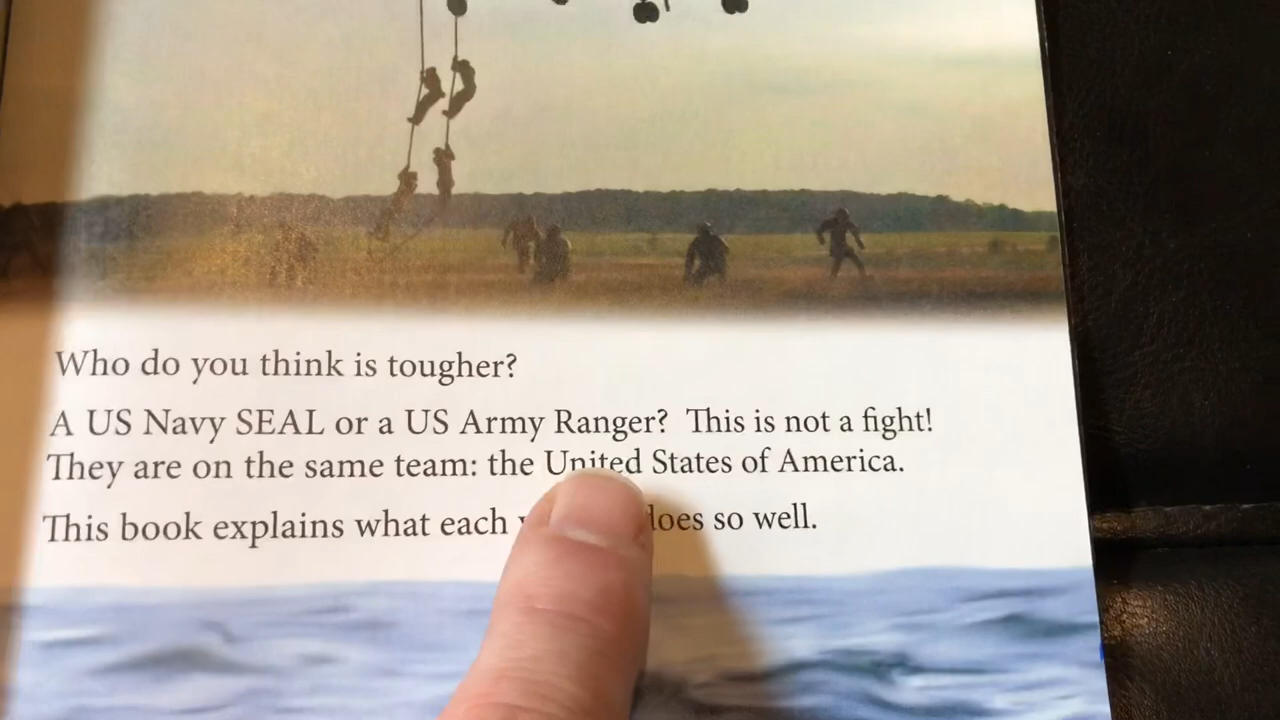 Who do you think is tougher?
A US Navy SEAL or a US Army Ranger? This is not a fight!
They are on the same team: the United States of America.
This book explains what each does so well.